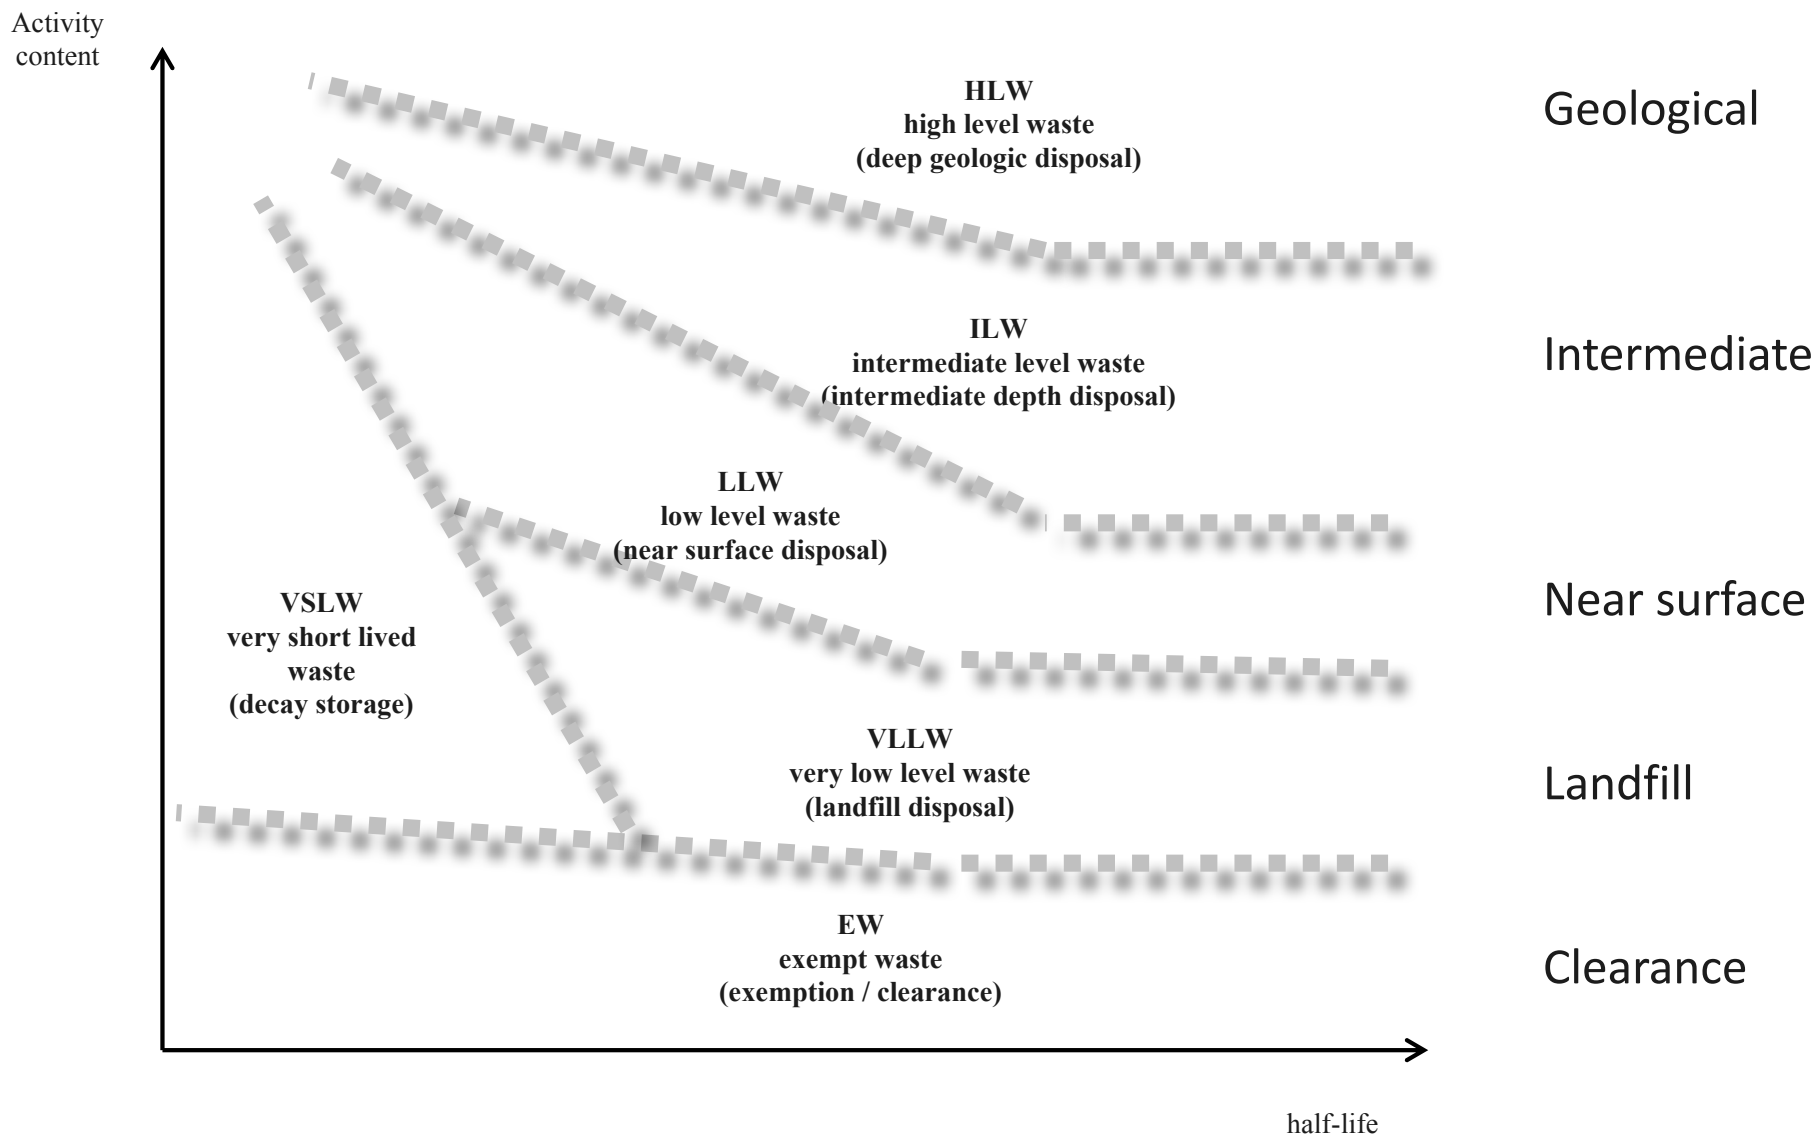 Activity
content
HLW
high level waste
(deep geologic disposal)
Geological
ILW
intermediate level waste
(intermediate depth disposal)
Intermediate
LLW
low level waste
(near surface disposal)
Near surface
VSLW
very short lived
waste
(decay storage)
VLLW
very low level waste
(landfill disposal)
Landfill
EW
exempt waste
(exemption / clearance)
Clearance
half-life